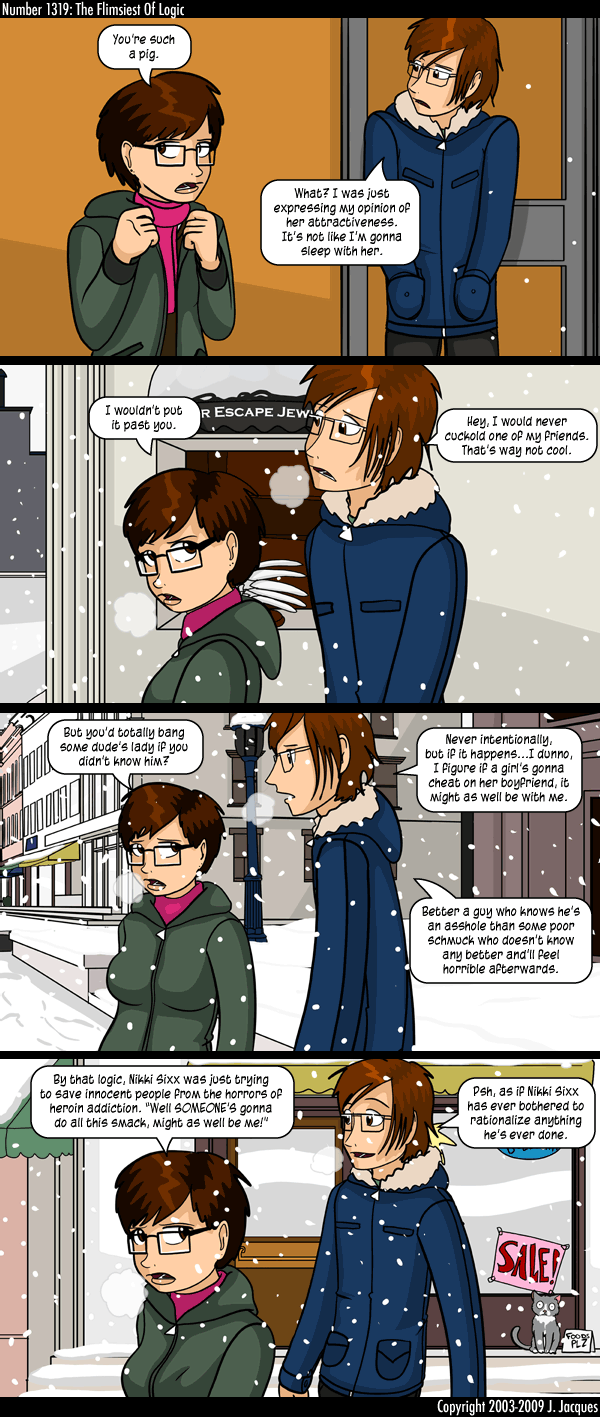 Number 1319: The Flimsiest Of Logic
You're such
a pig.
What? I was just
expressing my opinion of
her attractiveness.
It's not like I'm gonna
sleep with her.
I wouldn't put
it past you.
R ESCAPE JEW
Hey, I would never
cuckold one of my friends.
That's way not cool.
But you'd totally bang
some dude's lady if you
didn't know him?
Never intentionally,
but if it happens...I dunno,
I figure if a girl's gonna
cheat on her boyfriend, it
might as well be with me.
Better a guy who knows he's
an asshole than some poor
schmuck who doesn't know
any better and'll feel
horrible afterwards.
By that logic, Nikki Sixx was just trying
to save innocent people from the horrors of
heroin addiction. "Well SOMEONE'S gonna
do all this smack, might as well be me!"
Psh, as if Nikki Sixx
has ever bothered to
rationalize anything
he's ever done.
SALE!
FOODS
PLZ
Copyright 2003-2009 J. Jacques